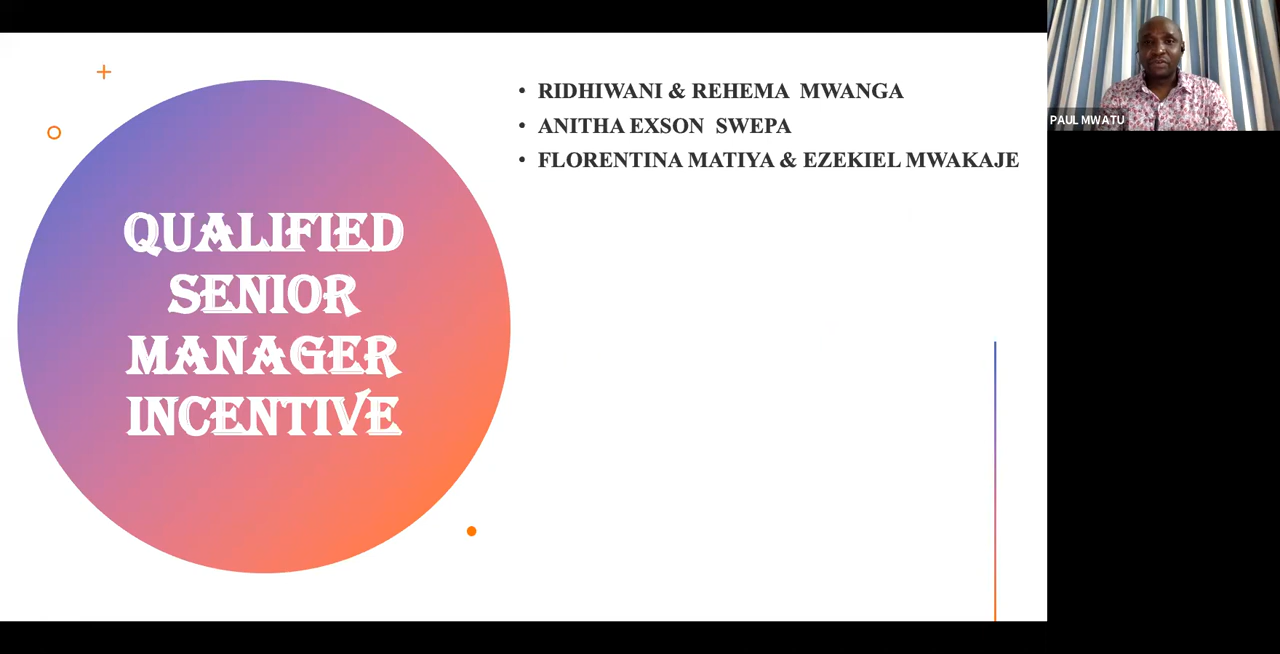 QUALIFIED
SENIOR
MANAGER
INCENTIVE
• RIDHIWANI & REHEMA MWANGA
• ANITHA EXSON SWEPA
• FLORENTINA MATIYA & EZEKIEL MWAKAJE
PAUL MWATU